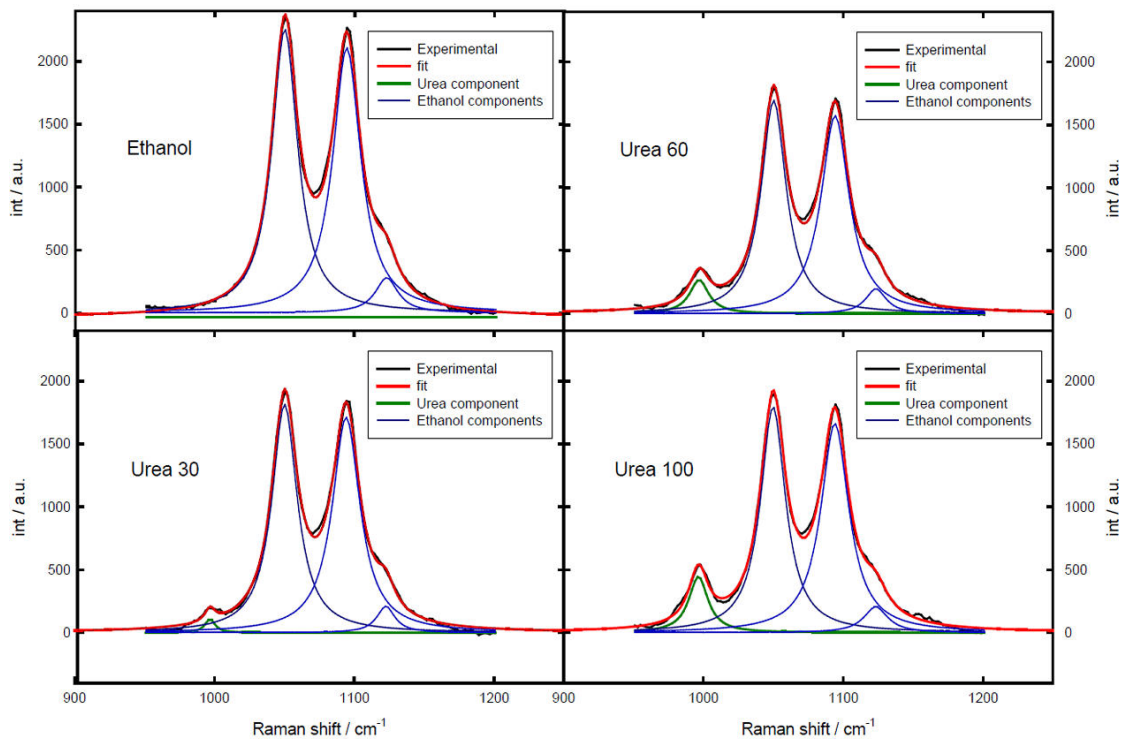 2000
1500
1000
500
0
int / a.u.
Ethanol
Experimental
fit
Urea component
Ethanol components
Urea 60
Experimental
fit
Urea component
Ethanol components
2000
1500
1000
500
0
int / a.u.
2000
1500
1000
500
0
int / a.u.
Urea 30
Experimental
fit
Urea component
Ethanol components
Urea 100
Experimental
fit
Urea component
Ethanol components
2000
1500
1000
500
0
int / a.u.
900 1000 1100 1200 900 1000 1100 1200
Raman shift / cm⁻¹ Raman shift / cm⁻¹